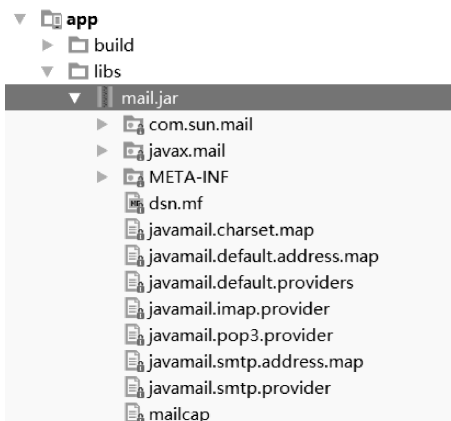 app
build
libs
mail.jar
com.sun.mail
javax.mail
META-INF
dsn.mf
javamail.charset.map
javamail.default.address.map
javamail.default.providers
javamail.imap.provider
javamail.pop3.provider
javamail.smtp.address.map
javamail.smtp.provider
mailcap